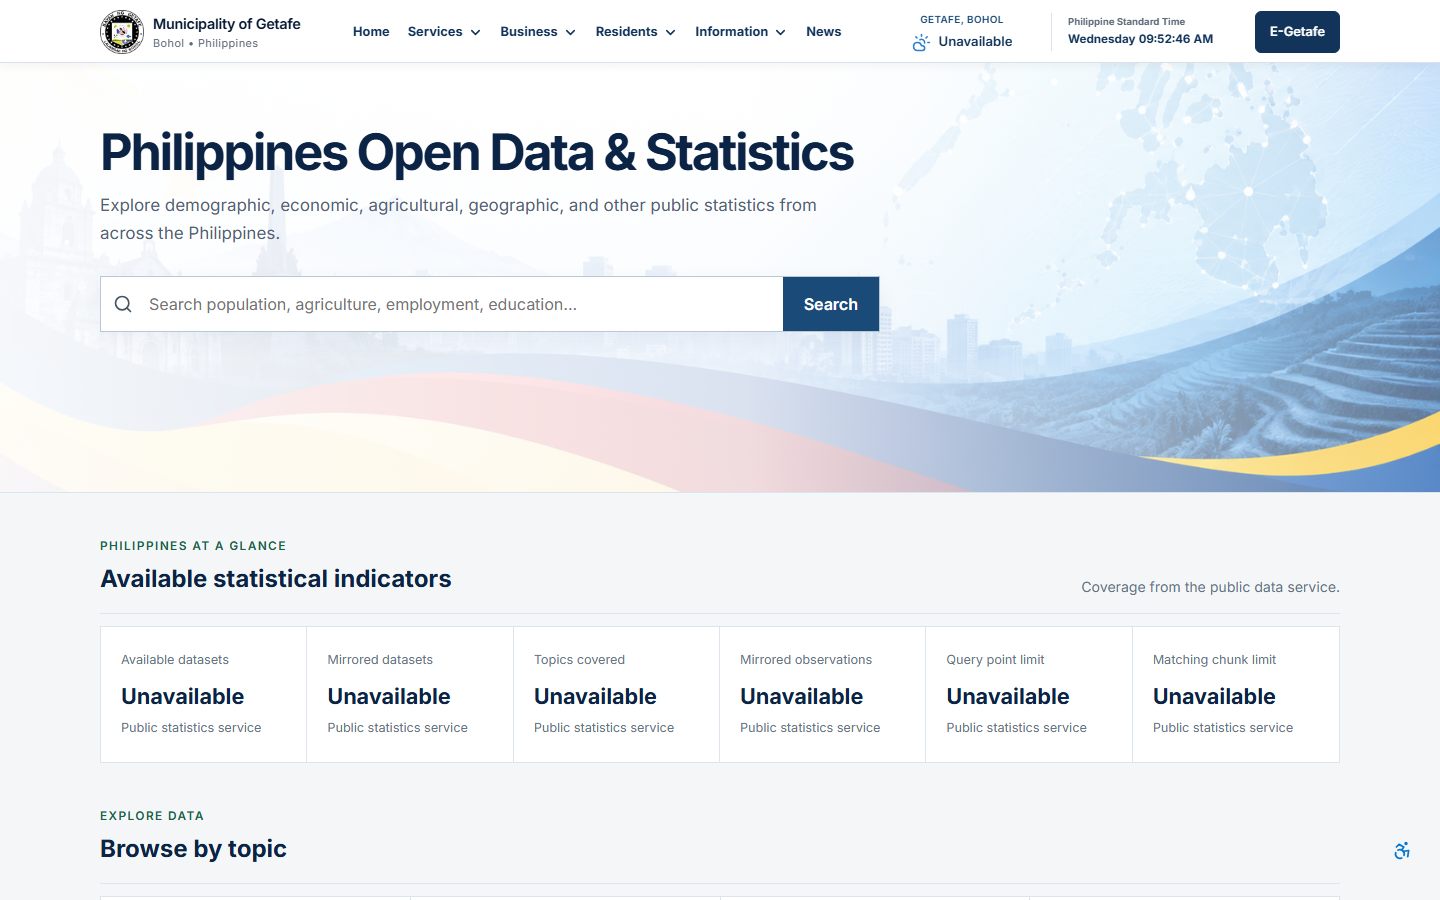 Municipality of Getafe
Bohol • Philippines
Home
Services
Business
Residents
Information
News
GETAFE, BOHOL
Unavailable
Philippine Standard Time
Wednesday 09:52:46 AM
E-Getafe
Philippines Open Data & Statistics
Explore demographic, economic, agricultural, geographic, and other public statistics from
across the Philippines.
Search population, agriculture, employment, education...
Search
PHILIPPINES AT A GLANCE
Available statistical indicators
Coverage from the public data service.
Available datasets
Unavailable
Public statistics service
Mirrored datasets
Unavailable
Public statistics service
Topics covered
Unavailable
Public statistics service
Mirrored observations
Unavailable
Public statistics service
Query point limit
Unavailable
Public statistics service
Matching chunk limit
Unavailable
Public statistics service
EXPLORE DATA
Browse by topic